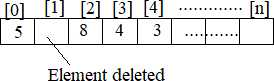 [0] [1] [2] [3] [4] .............. [n]
5 8 4 3 ............
Element deleted